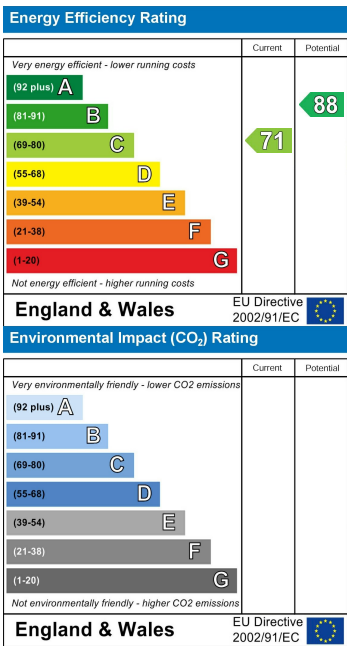 Energy Efficiency Rating
Current Potential
Very energy efficient - lower running costs
(92 plus) A
(81-91) B
(69-80) C
(55-68) D
(39-54) E
(21-38) F
(1-20) G
71
88
Not energy efficient - higher running costs
England & Wales
EU Directive
2002/91/EC
Environmental Impact (CO₂) Rating
Current Potential
Very environmentally friendly - lower CO2 emissions
(92 plus) A
(81-91) B
(69-80) C
(55-68) D
(39-54) E
(21-38) F
(1-20) G
Not environmentally friendly - higher CO2 emissions
England & Wales
EU Directive
2002/91/EC